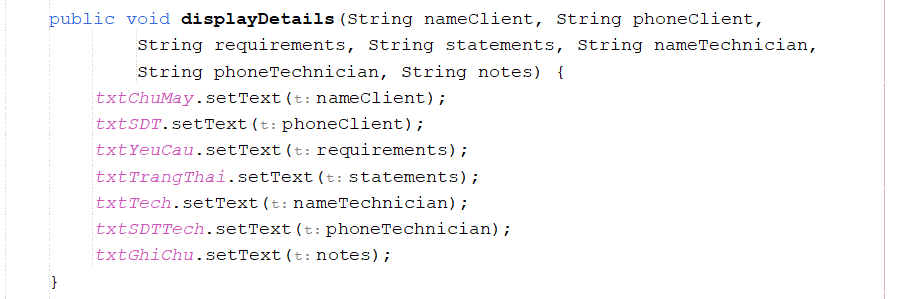 public void displayDetails(String nameClient, String phoneClient,
String requirements, String statements, String nameTechnician,
String phoneTechnician, String notes) {
txtChuMay.setText(t: nameClient);
txtSDT.setText(t: phoneClient);
txtYeuCau.setText(t: requirements);
txtTrangThai.setText(t: statements);
txtTech.setText(t: nameTechnician);
txtSDTTech.setText(t: phoneTechnician);
txtGhiChu.setText(t: notes);
}